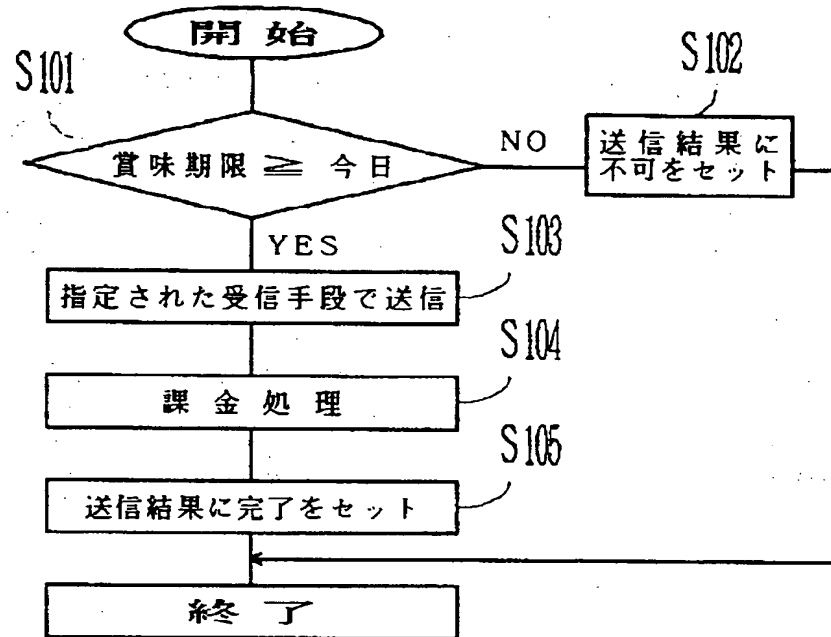 開始
S101
賞味期限 ≧ 今日
NO
S102
送信結果に
不可をセット
YES
S103
指定された受信手段で送信
S104
課金処理
S105
送信結果に完了をセット
終了